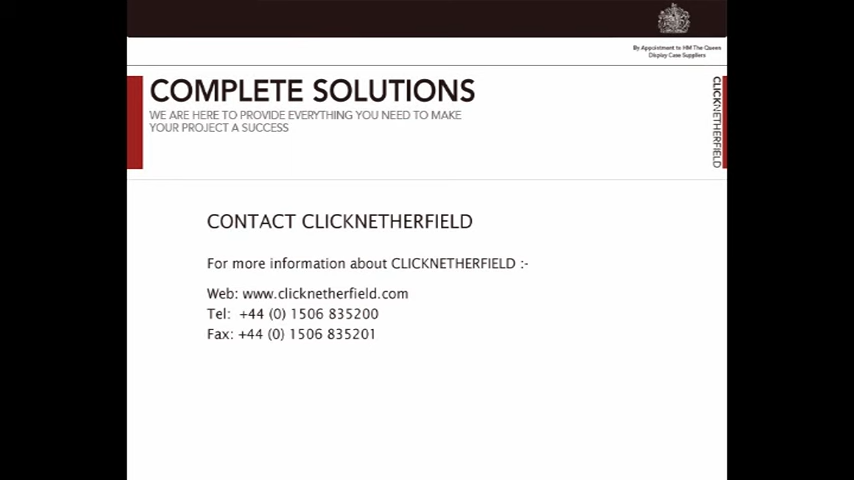 By Appointment to HM The Queen
Display Case Suppliers
COMPLETE SOLUTIONS
WE ARE HERE TO PROVIDE EVERYTHING YOU NEED TO MAKE
YOUR PROJECT A SUCCESS
CLICKNETHERFIELD
CONTACT CLICKNETHERFIELD
For more information about CLICKNETHERFIELD :-
Web: www.clicknetherfield.com
Tel: +44 (0) 1506 835200
Fax: +44 (0) 1506 835201